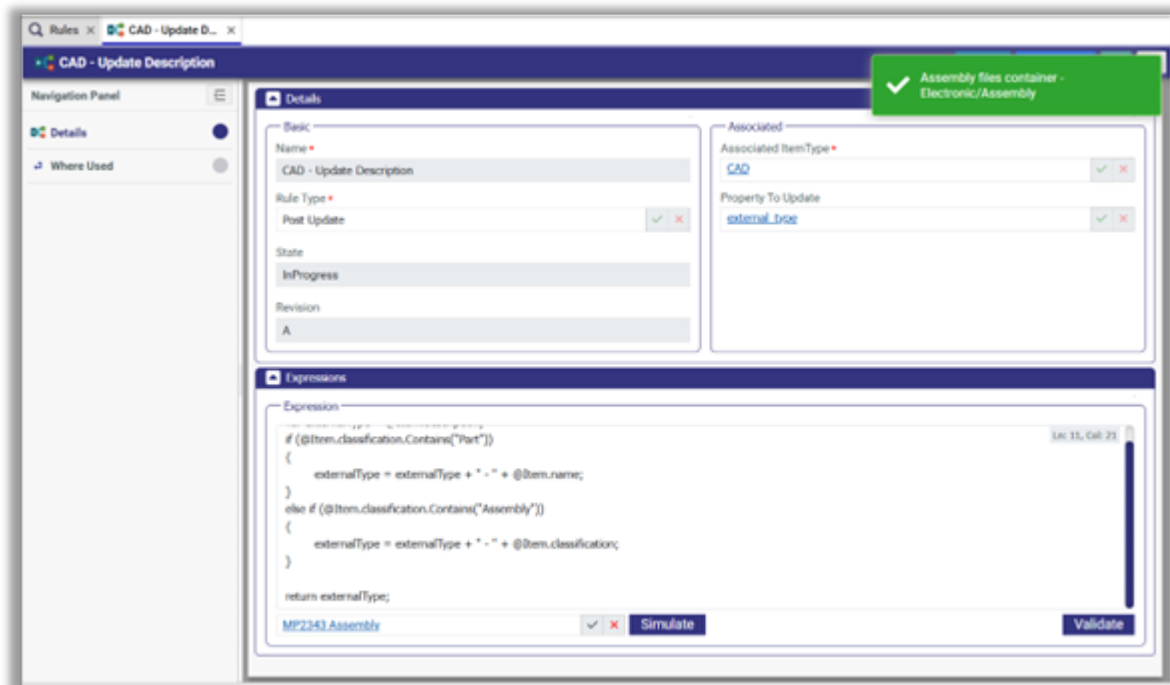 Rules
CAD - Update D...
CAD - Update Description
Assembly files container -
Electronic/Assembly
Navigation Panel
Details
Where Used
Details
Basic
Name
CAD - Update Description
Rule Type
Post Update
State
InProgress
Revision
A
Associated
Associated ItemType
CAD
Property To Update
external_type
Expressions
Expression
Ln: 11, Col: 21
if (@Item.classification.Contains("Part"))
{
externalType = externalType + " - " + @Item.name;
}
else if (@Item.classification.Contains("Assembly"))
{
externalType = externalType + " - " + @Item.classification;
}
return externalType;
MP2343 Assembly
Simulate
Validate